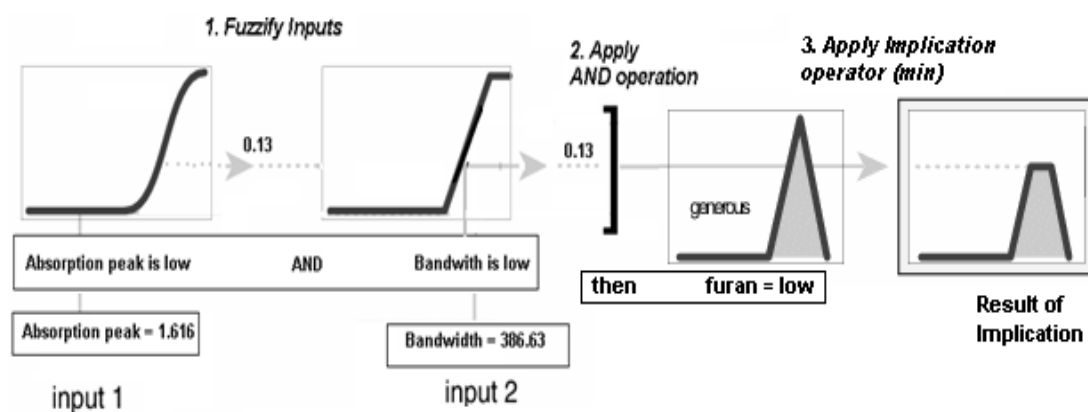 1. Fuzzify Inputs
2. Apply
AND operation
3. Apply Implication
operator (min)
0.13
0.13
generous
Absorption peak is low AND Bandwith is low
then furan = low
Absorption peak = 1.616
Bandwidth = 386.63
Result of
Implication
input 1
input 2